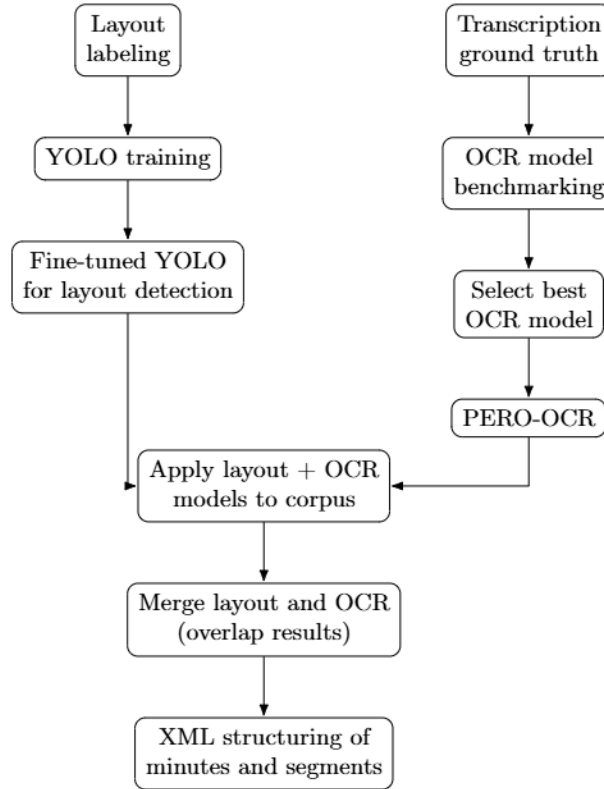 Layout
labeling
Transcription
ground truth
YOLO training
OCR model
benchmarking
Fine-tuned YOLO
for layout detection
Select best
OCR model
PERO-OCR
Apply layout + OCR
models to corpus
Merge layout and OCR
(overlap results)
XML structuring of
minutes and segments